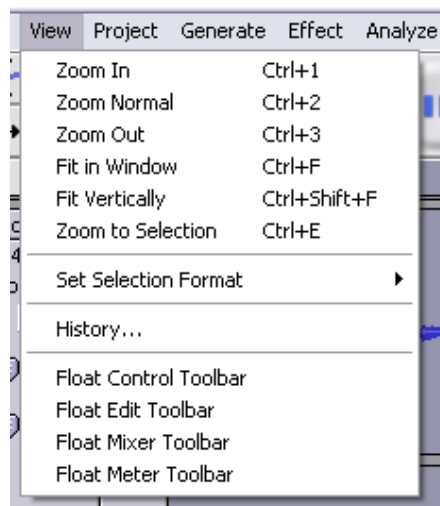 View Project Generate Effect Analyze
Zoom In Ctrl+1
Zoom Normal Ctrl+2
Zoom Out Ctrl+3
Fit in Window Ctrl+F
Fit Vertically Ctrl+Shift+F
Zoom to Selection Ctrl+E
Set Selection Format
History...
Float Control Toolbar
Float Edit Toolbar
Float Mixer Toolbar
Float Meter Toolbar